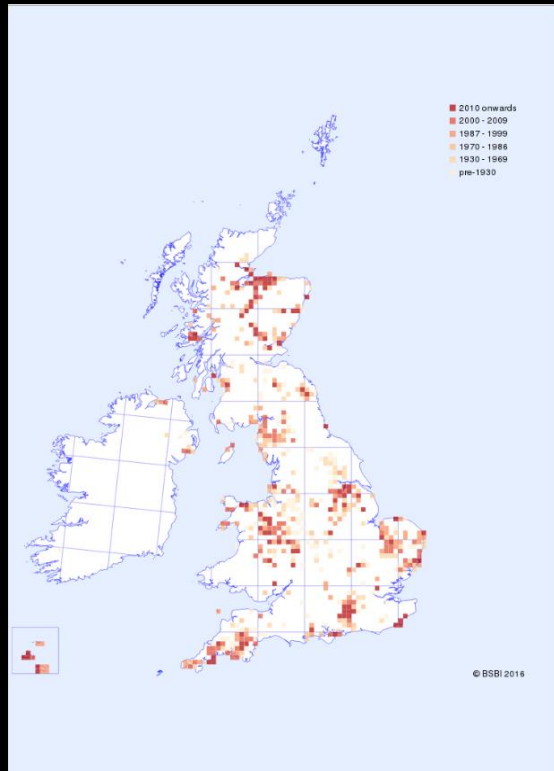 2010 onwards
2000 - 2009
1987 - 1999
1970 - 1986
1930 - 1969
pre-1930
© BSBI 2016